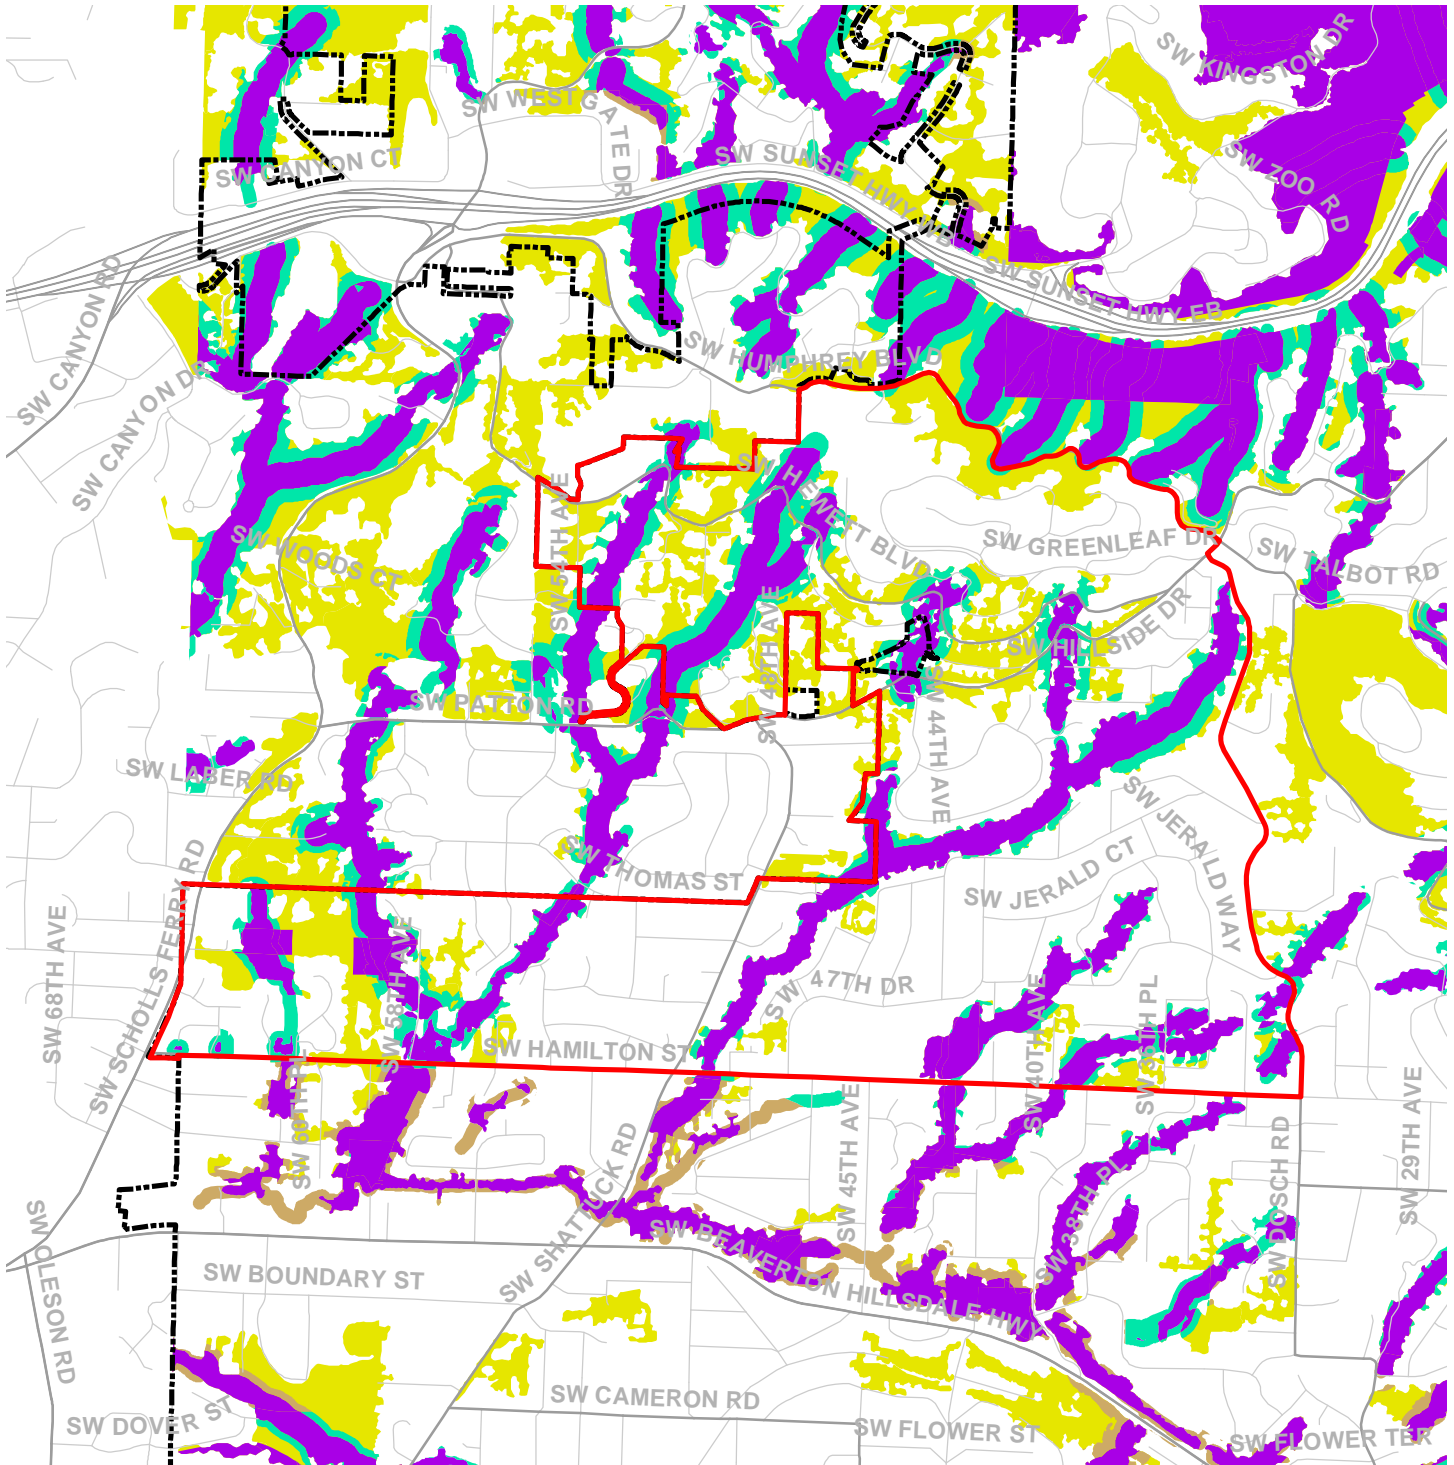 SW KINGSTON DR
SW WESTGATE DR
SW CANYON CT
SW SUNSET HWY WB
SW ZOO RD
SW CANYON RD
SW SUNSET HWY EB
SW HUMPHREY BLVD
SW CANYON DR
SW HEWETT BLVD
SW 54TH AVE
SW WOODS CT
SW GREENLEAF DR
SW TALBOT RD
SW HILLSIDE DR
SW 48TH AVE
SW PATTON RD
SW 44TH AVE
SW LABER RD
SW JERALD WAY
SW THOMAS ST
SW JERALD CT
SW SCHOLLS FERRY RD
SW 68TH AVE
SW 58TH AVE
SW 47TH DR
SW 40TH AVE
SW HAMILTON ST
SW 60TH PL
SW 45TH AVE
SW 29TH AVE
SW SHATTUCK RD
SW 38TH PL
SW DOSCH RD
SW BEAVERTON HILLSDALE HWY
SW OLESON RD
SW BOUNDARY ST
SW CAMERON RD
SW DOVER ST
SW FLOWER ST
SW FLOWER TER